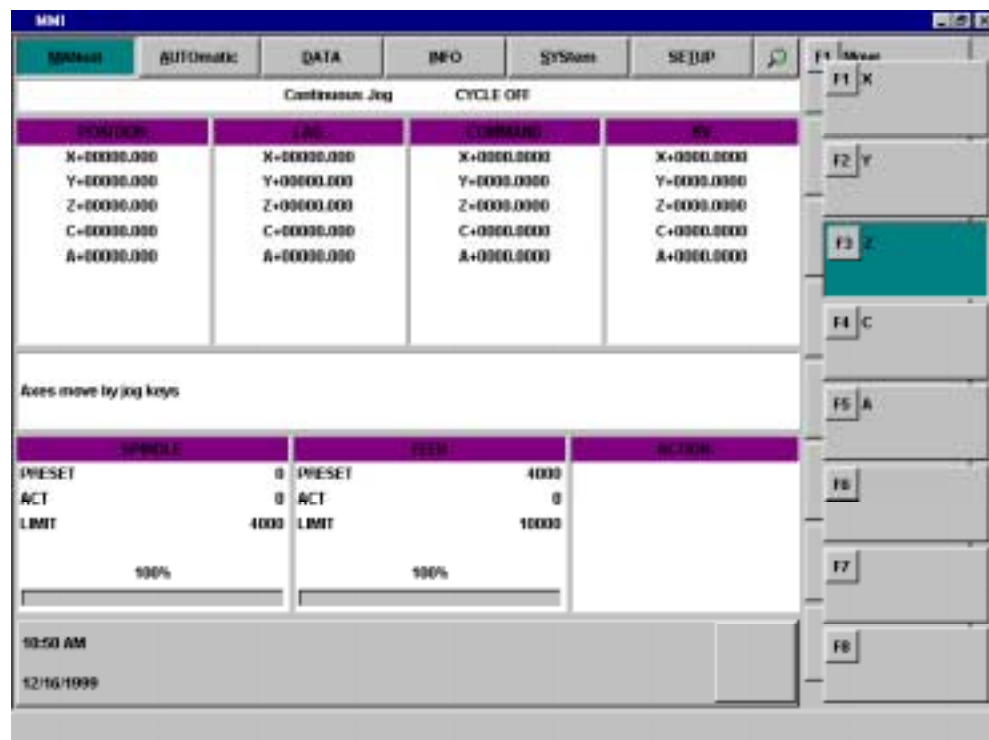 MMI
MANual AUTOmatic DATA INFO SYStem SETUP F1 Move
Continuous Jog CYCLE OFF
POSITION LAG COMMAND
X+00000.000 X+00000.000 X+0000.0000 X+0000.0000
Y+00000.000 Y+00000.000 Y+0000.0000 Y+0000.0000
Z+00000.000 Z+00000.000 Z+0000.0000 Z+0000.0000
C+00000.000 C+00000.000 C+0000.0000 C+0000.0000
A+00000.000 A+00000.000 A+0000.0000 A+0000.0000
Axes move by jog keys
SPINDLE FEED ACTION
PRESET 0 PRESET 4000
ACT 0 ACT 0
LIMIT 4000 LIMIT 10000
100% 100%
10:50 AM
12/16/1999
F1 X
F2 Y
F3 Z
F4 C
F5 A
F6
F7
F8